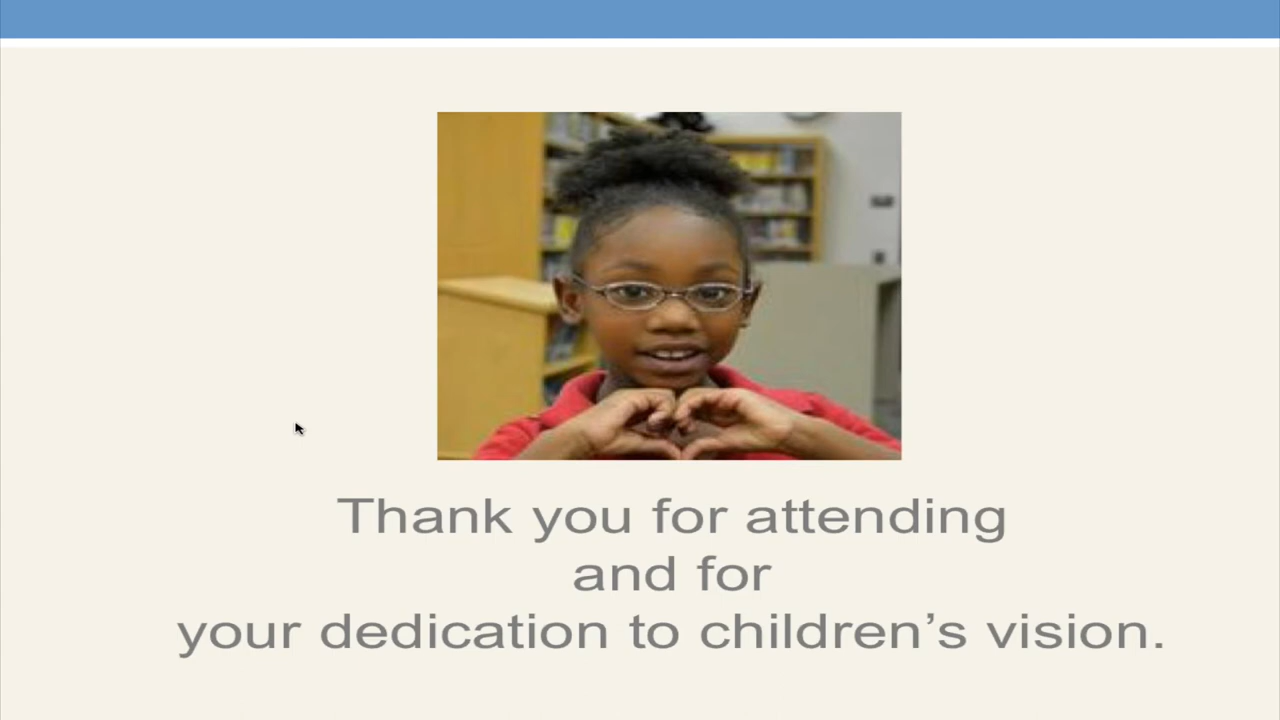 Thank you for attending
and for
your dedication to children’s vision.